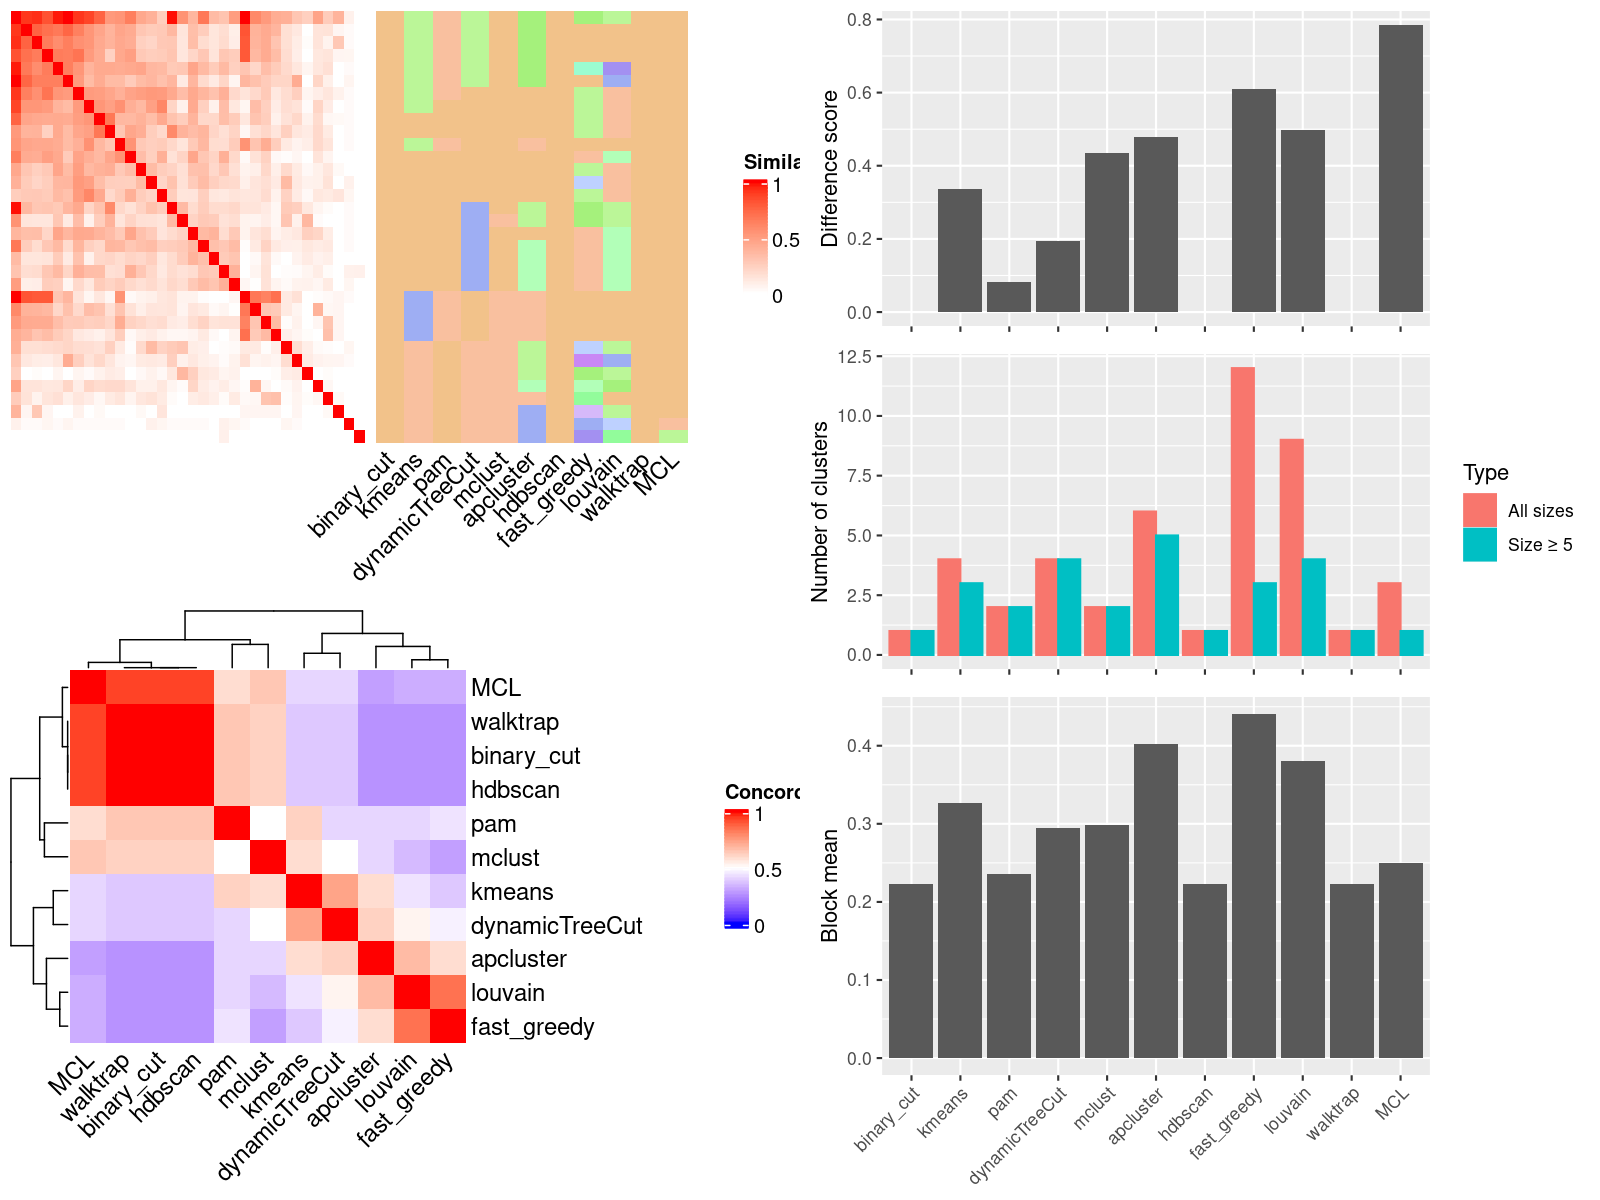 Simila
1
0.5
0
binary_cut
kmeans
pam
dynamicTreeCut
mclust
apcluster
hdbscan
fast_greedy
louvain
walktrap
MCL
MCL
walktrap
binary_cut
hdbscan
pam
mclust
kmeans
dynamicTreeCut
apcluster
louvain
fast_greedy
Concord
1
0.5
0
MCL
walktrap
binary_cut
hdbscan
pam
mclust
kmeans
dynamicTreeCut
apcluster
louvain
fast_greedy
Difference score
0.8
0.6
0.4
0.2
0.0
Number of clusters
12.5
10.0
7.5
5.0
2.5
0.0
Type
All sizes
Size ≥ 5
Block mean
0.4
0.3
0.2
0.1
0.0
binary_cut
kmeans
pam
dynamicTreeCut
mclust
apcluster
hdbscan
fast_greedy
louvain
walktrap
MCL